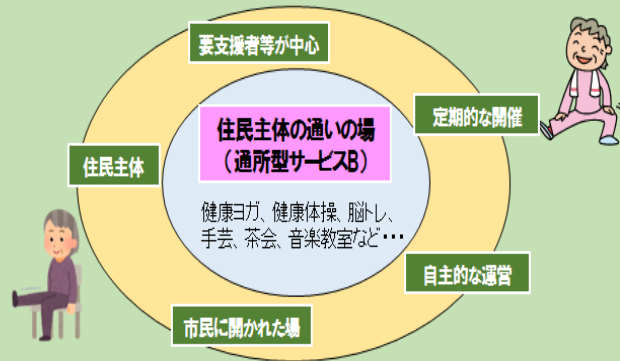 要支援者等が中心
定期的な開催
住民主体の通いの場
（通所型サービスB）
住民主体
健康ヨガ、健康体操、脳トレ、
手芸、茶会、音楽教室など・・・
自主的な運営
市民に開かれた場